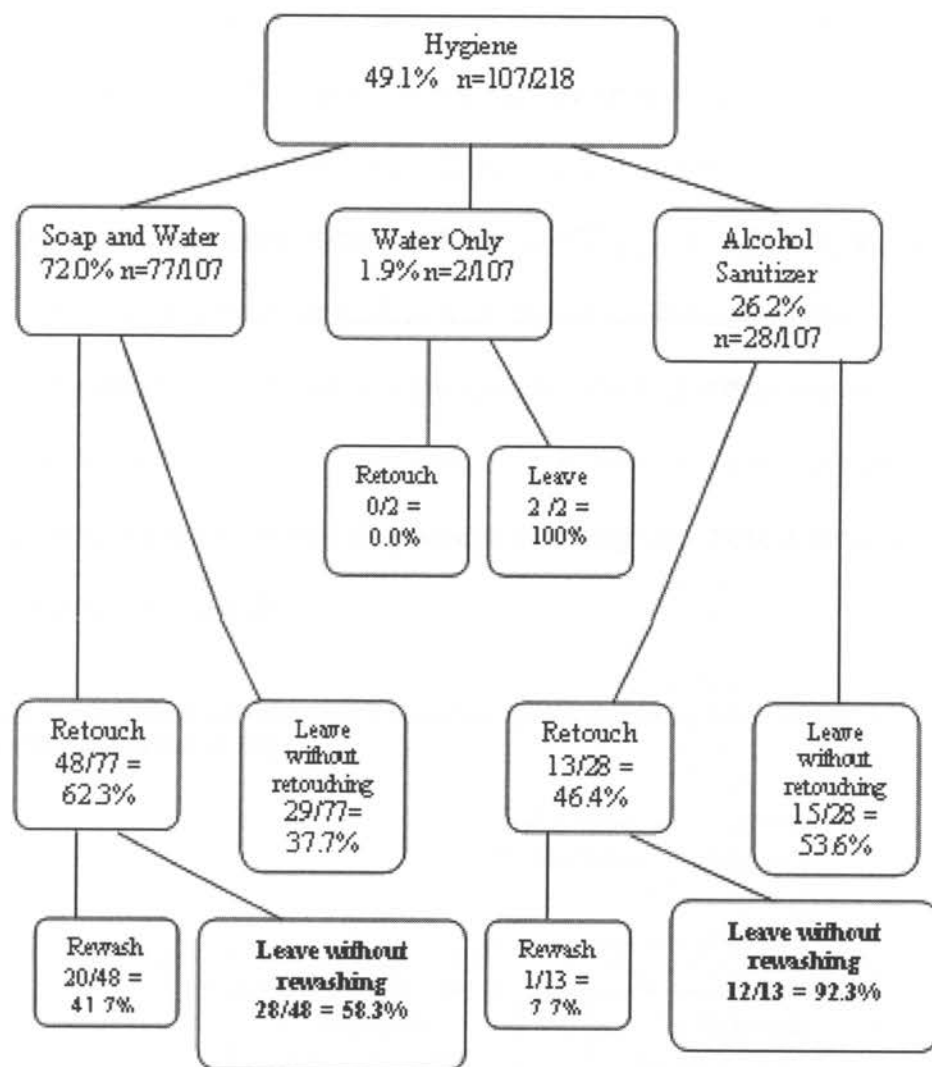 Hygiene
49.1% n=107/218
Soap and Water
72.0% n=77/107
Water Only
1.9% n=2/107
Alcohol
Sanitizer
26.2%
n=28/107
Retouch
0/2 =
0.0%
Leave
2 /2 =
100%
Retouch
48/77 =
62.3%
Leave
without
retouching
29/77=
37.7%
Retouch
13/28 =
46.4%
Leave
without
retouching
15/28 =
53.6%
Rewash
20/48 =
41.7%
Leave without
rewashing
28/48 = 58.3%
Rewash
1/13 =
7.7%
Leave without
rewashing
12/13 = 92.3%